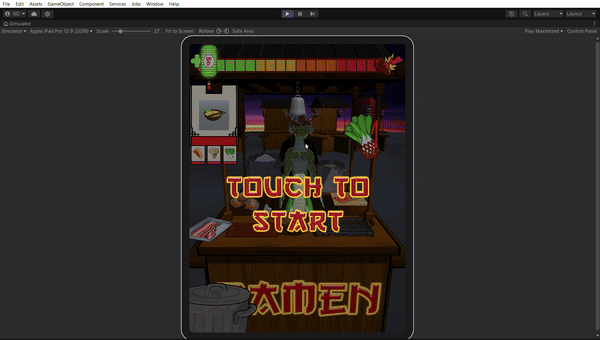 File Edit Assets GameObject Component Services Jobs Window Help
Layers Layout
Simulator
Simulator Apple iPad Pro 12.9 (2018) Scale 27 Fit to Screen Rotate Safe Area Play Maximized Control Panel
TOUCH TO
START
RAMEN